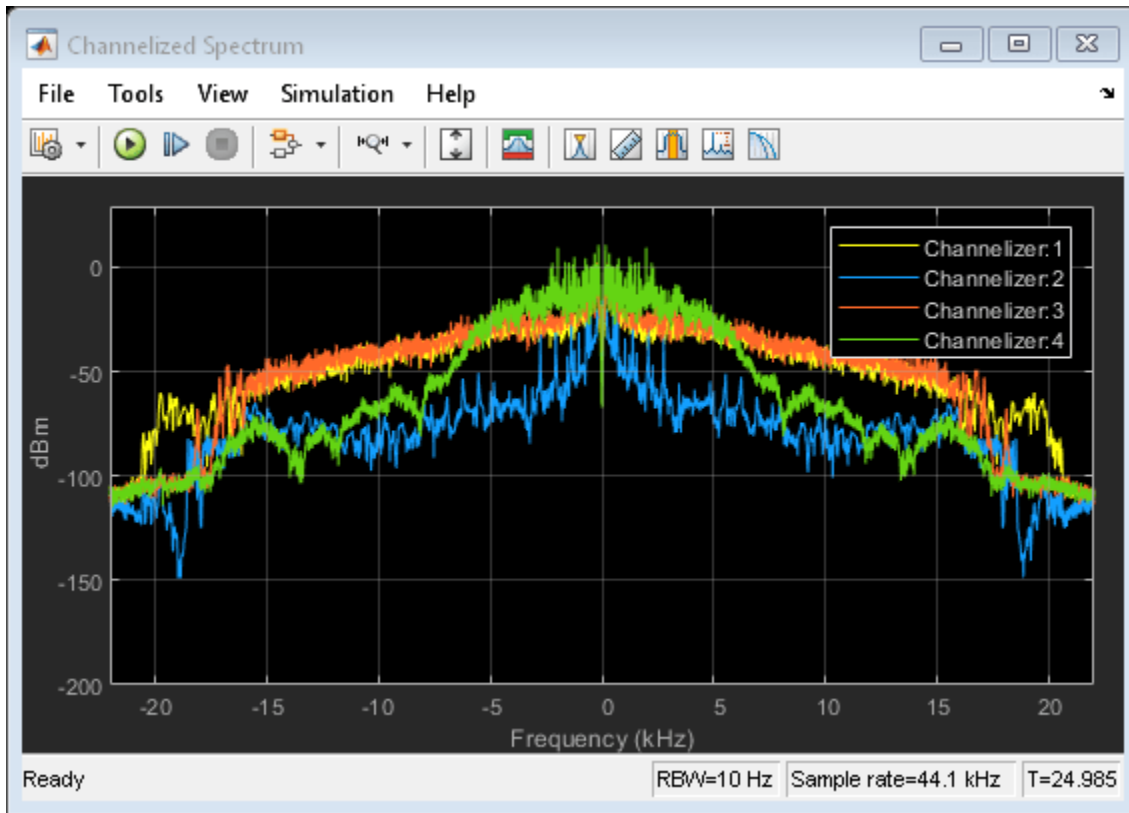 Channelized Spectrum
File Tools View Simulation Help
Channelizer:1
Channelizer:2
Channelizer:3
Channelizer:4
0
-50
-100
-150
-200
dBm
-20 -15 -10 -5 0 5 10 15 20
Frequency (kHz)
Ready RBW=10 Hz Sample rate=44.1 kHz T=24.985